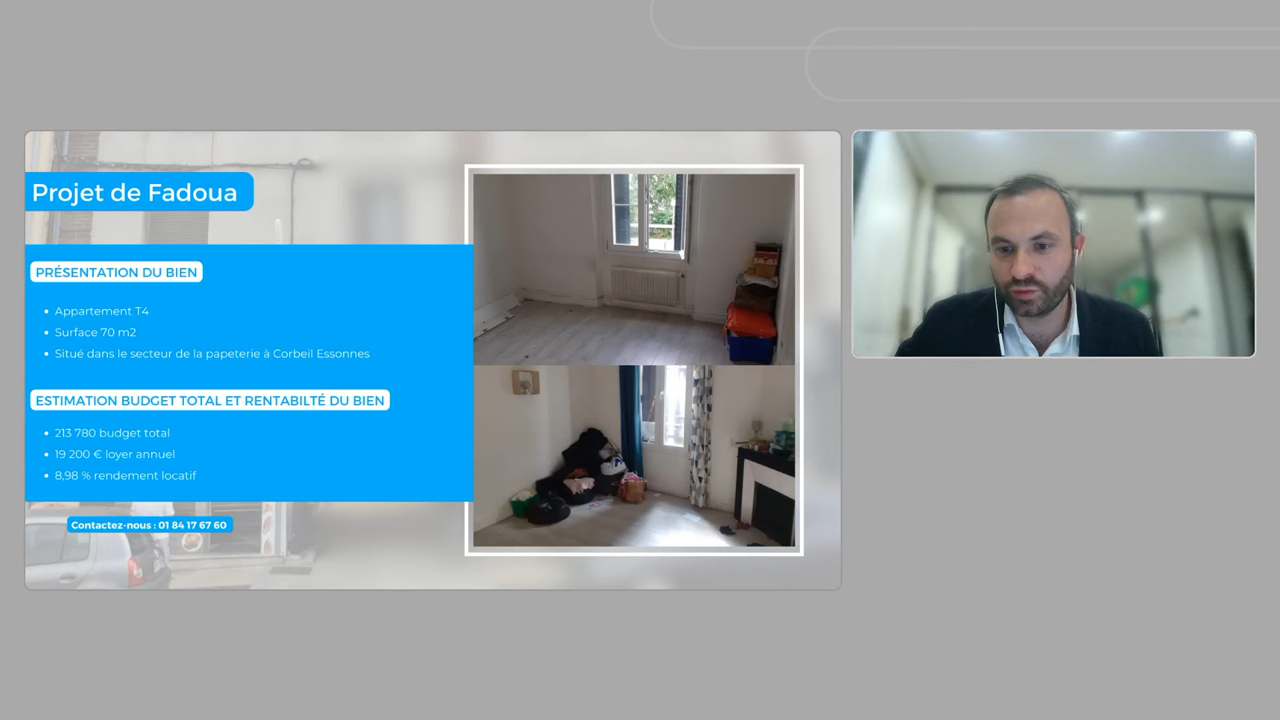 Projet de Fadoua
PRÉSENTATION DU BIEN
Appartement T4
Surface 70 m2
Situé dans le secteur de la papeterie à Corbeil Essonnes
ESTIMATION BUDGET TOTAL ET RENTABILTÉ DU BIEN
213 780 budget total
19 200 € loyer annuel
8,98 % rendement locatif
Contactez-nous : 01 84 17 67 60